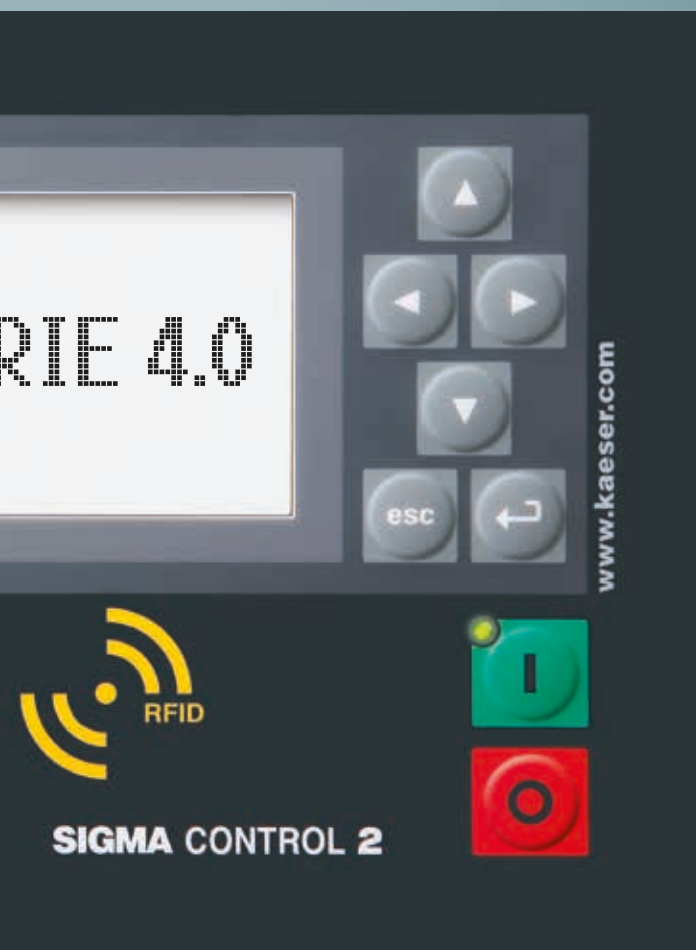 RIE 4.0
esc
www.kaeser.com
RFID
I
O
SIGMA CONTROL 2